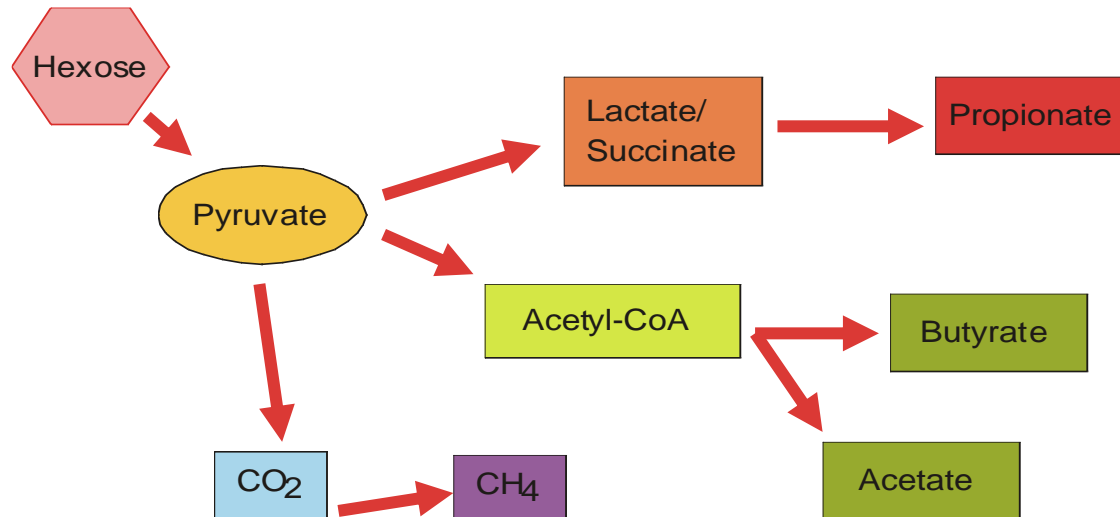 Hexose
Lactate/
Succinate
Propionate
Pyruvate
Acetyl-CoA
Butyrate
CO2
CH4
Acetate